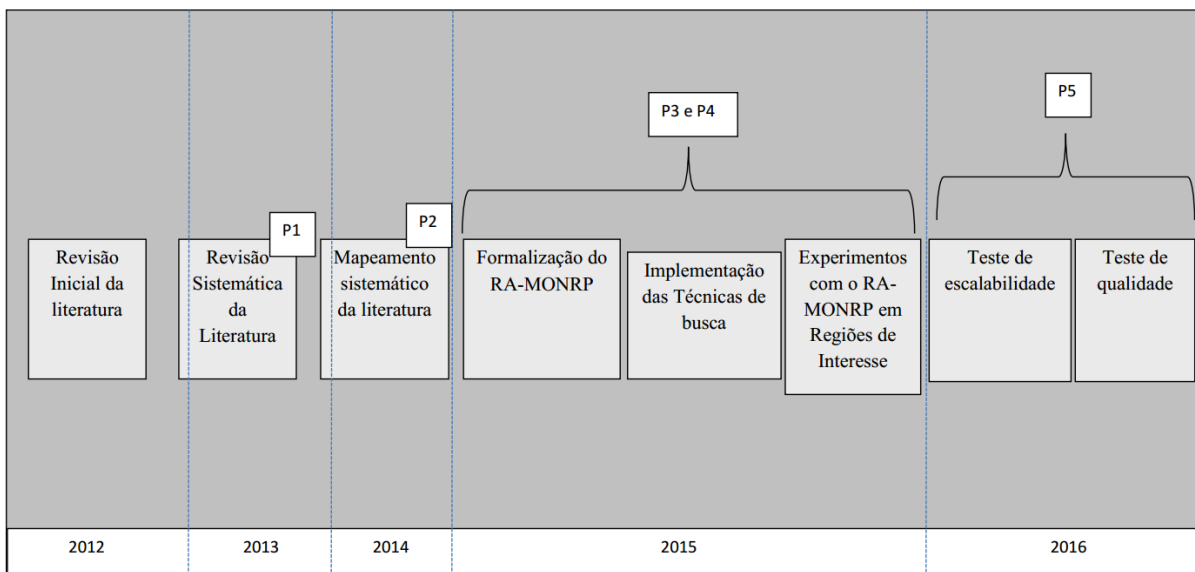 P5
P3 e P4
P1
P2
Revisão
Inicial da
literatura
Revisão
Sistemática
da
Literatura
Mapeamento
sistemático
da literatura
Formalização do
RA-MONRP
Implementação
das Técnicas de
busca
Experimentos
com o RA-
MONRP em
Regiões de
Interesse
Teste de
escalabilidade
Teste de
qualidade
2012
2013
2014
2015
2016